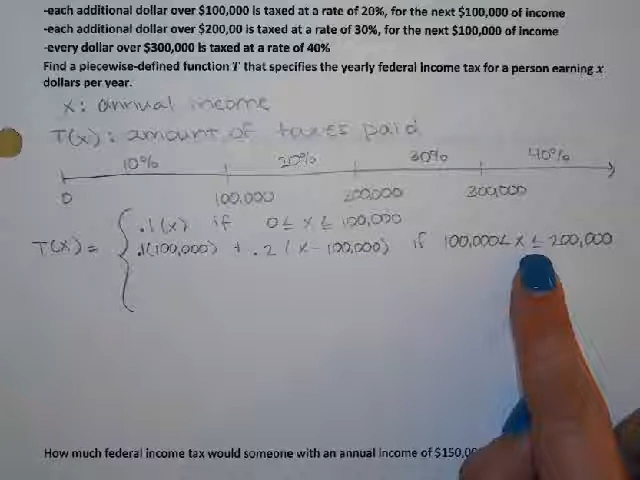 -each additional dollar over $100,000 is taxed at a rate of 20%, for the next $100,000 of income
-each additional dollar over $200,00 is taxed at a rate of 30%, for the next $100,000 of income
-every dollar over $300,000 is taxed at a rate of 40%
Find a piecewise-defined function T that specifies the yearly federal income tax for a person earning x
dollars per year.
x: annual income
T(x): amount of taxes paid
10% 20% 30% 40%
0 100,000 200,000 300,000
.1(x) if 0 ≤ x ≤ 100,000
T(x) = .1(100,000) + .2(x - 100,000) if 100,000 < x ≤ 200,000
How much federal income tax would someone with an annual income of $150,00